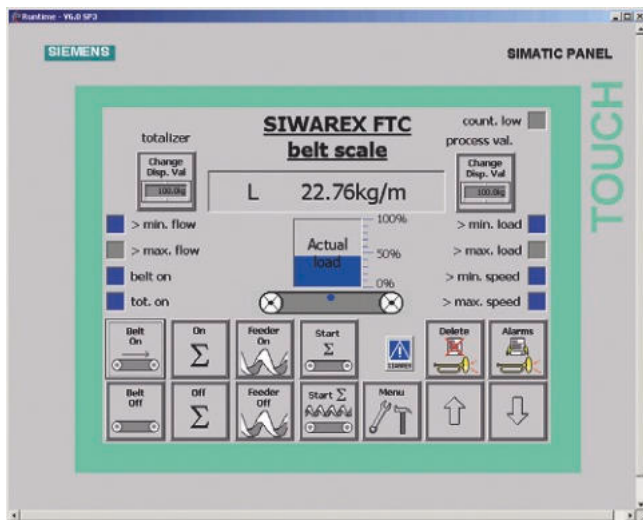 Runtime - V6.0 SP3
SIEMENS
SIMATIC PANEL
TOUCH
SIWAREX FTC
belt scale
count. low
totalizer
process val.
Change
Disp. Val
100.0kg
Change
Disp. Val
100.0kg
L 22.76kg/m
> min. flow
> max. flow
belt on
tot. on
Actual
load
100%
50%
0%
> min. load
> max. load
> min. speed
> max. speed
Belt
On
On
Σ
Feeder
On
Start
Σ
SIWAREX
Delete
Alarms
Belt
Off
Off
Σ
Feeder
Off
Start Σ
Menu